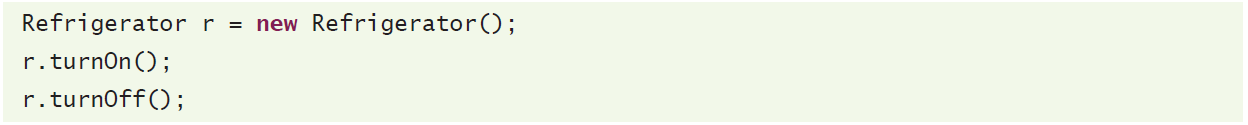 Refrigerator r = new Refrigerator();
r.turnOn();
r.turnOff();